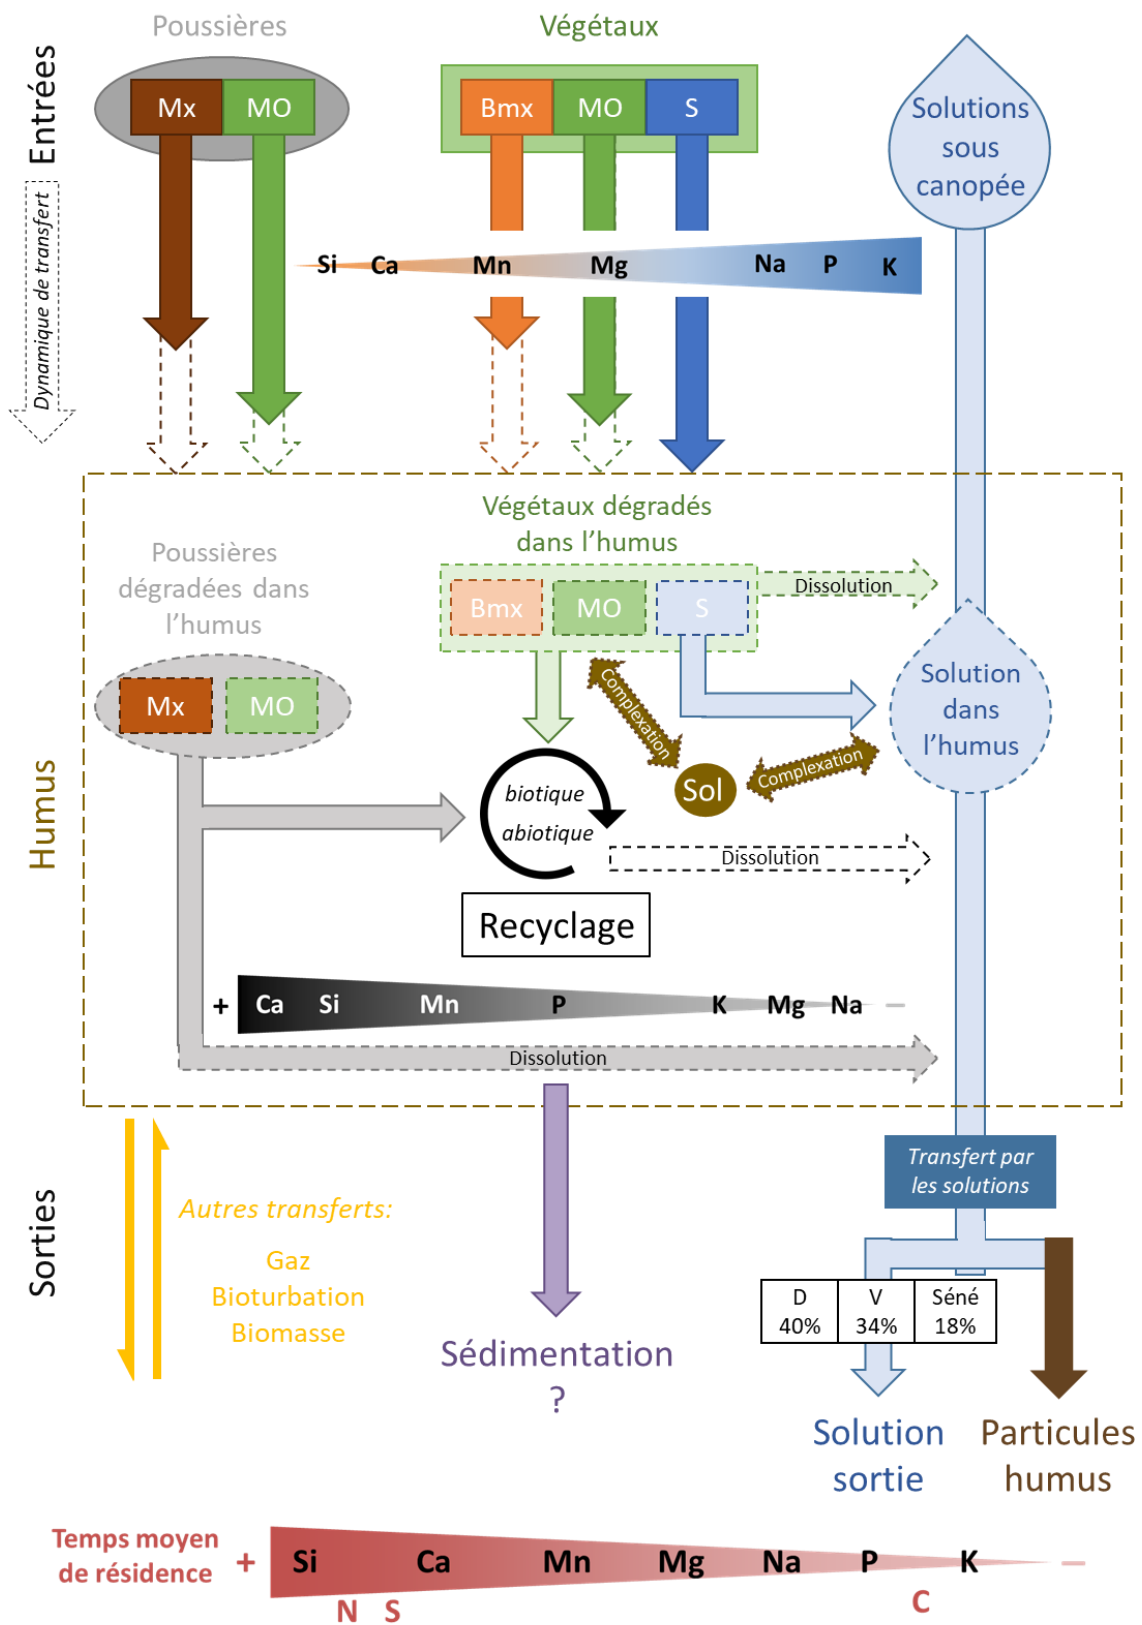 Poussières
Végétaux
Entrées
Mx
MO
Bmx
MO
S
Solutions
sous
canopée
Dynamique de transfert
Si
Ca
Mn
Mg
Na
P
K
Végétaux dégradés
dans l'humus
Poussières
dégradées dans
l'humus
Bmx
MO
S
Dissolution
Mx
MO
Complexation
Solution
dans
l'humus
Humus
biotique
abiotique
Sol
Complexation
Dissolution
Recyclage
+ Ca Si Mn P K Mg Na –
Dissolution
Sorties
Autres transferts:
Gaz
Bioturbation
Biomasse
Transfert par
les solutions
D V Séné
40% 34% 18%
Sédimentation
?
Solution
sortie
Particules
humus
Temps moyen
de résidence
+ Si Ca Mn Mg Na P K –
N S C